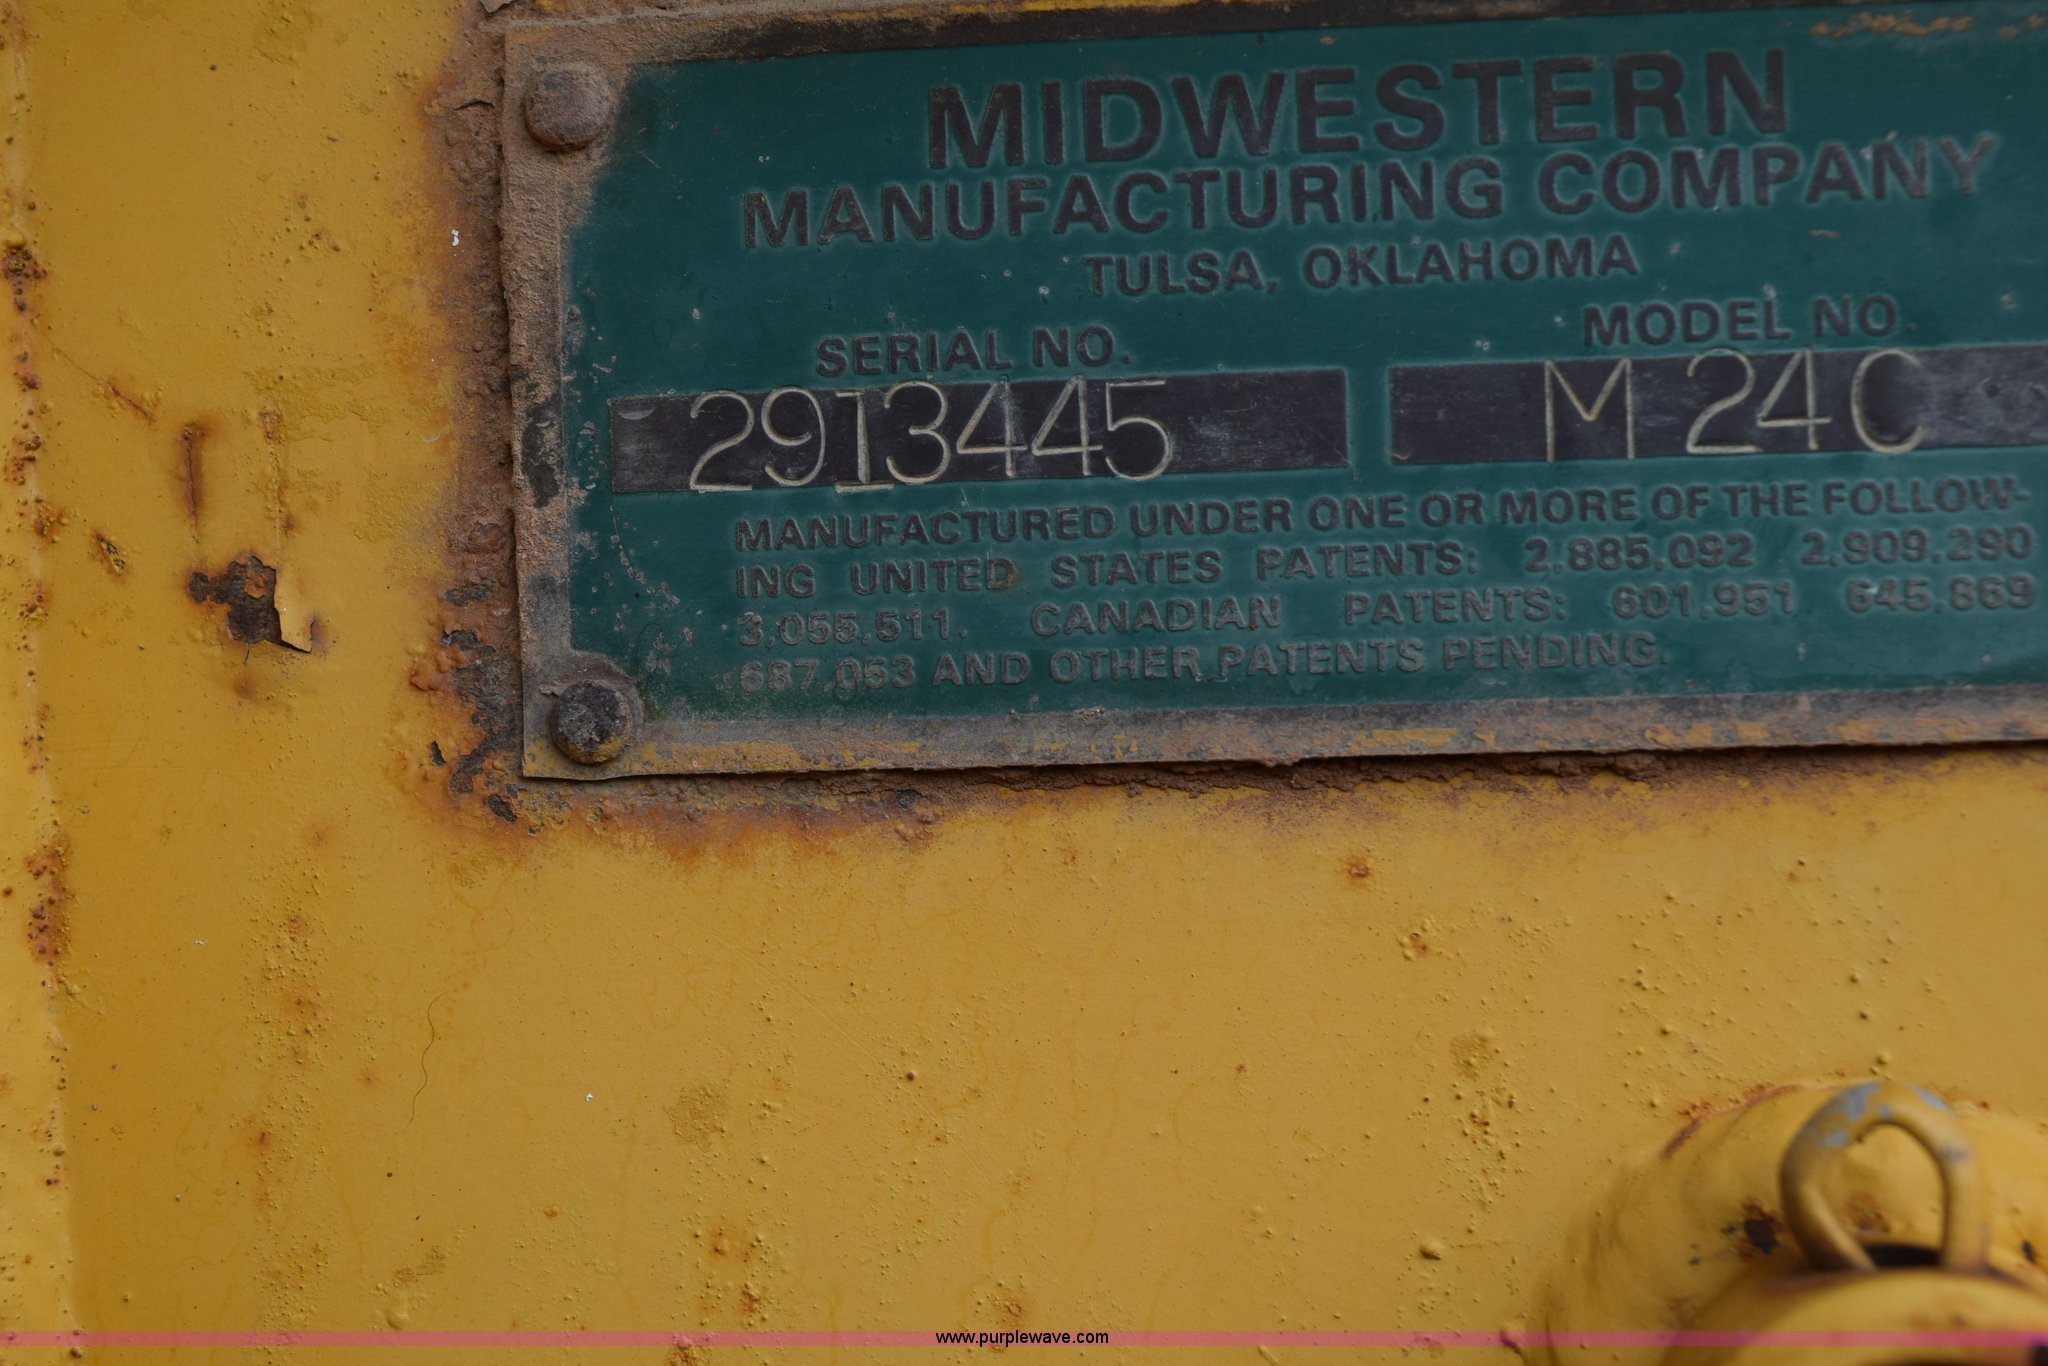 MIDWESTERN
MANUFACTURING COMPANY
TULSA, OKLAHOMA
SERIAL NO. MODEL NO.
2913445 M 24C
MANUFACTURED UNDER ONE OR MORE OF THE FOLLOW-
ING UNITED STATES PATENTS: 2.885.092 2.909.290
3,055,511. CANADIAN PATENTS: 601,951 645,869
687,053 AND OTHER PATENTS PENDING.
www.purplewave.com